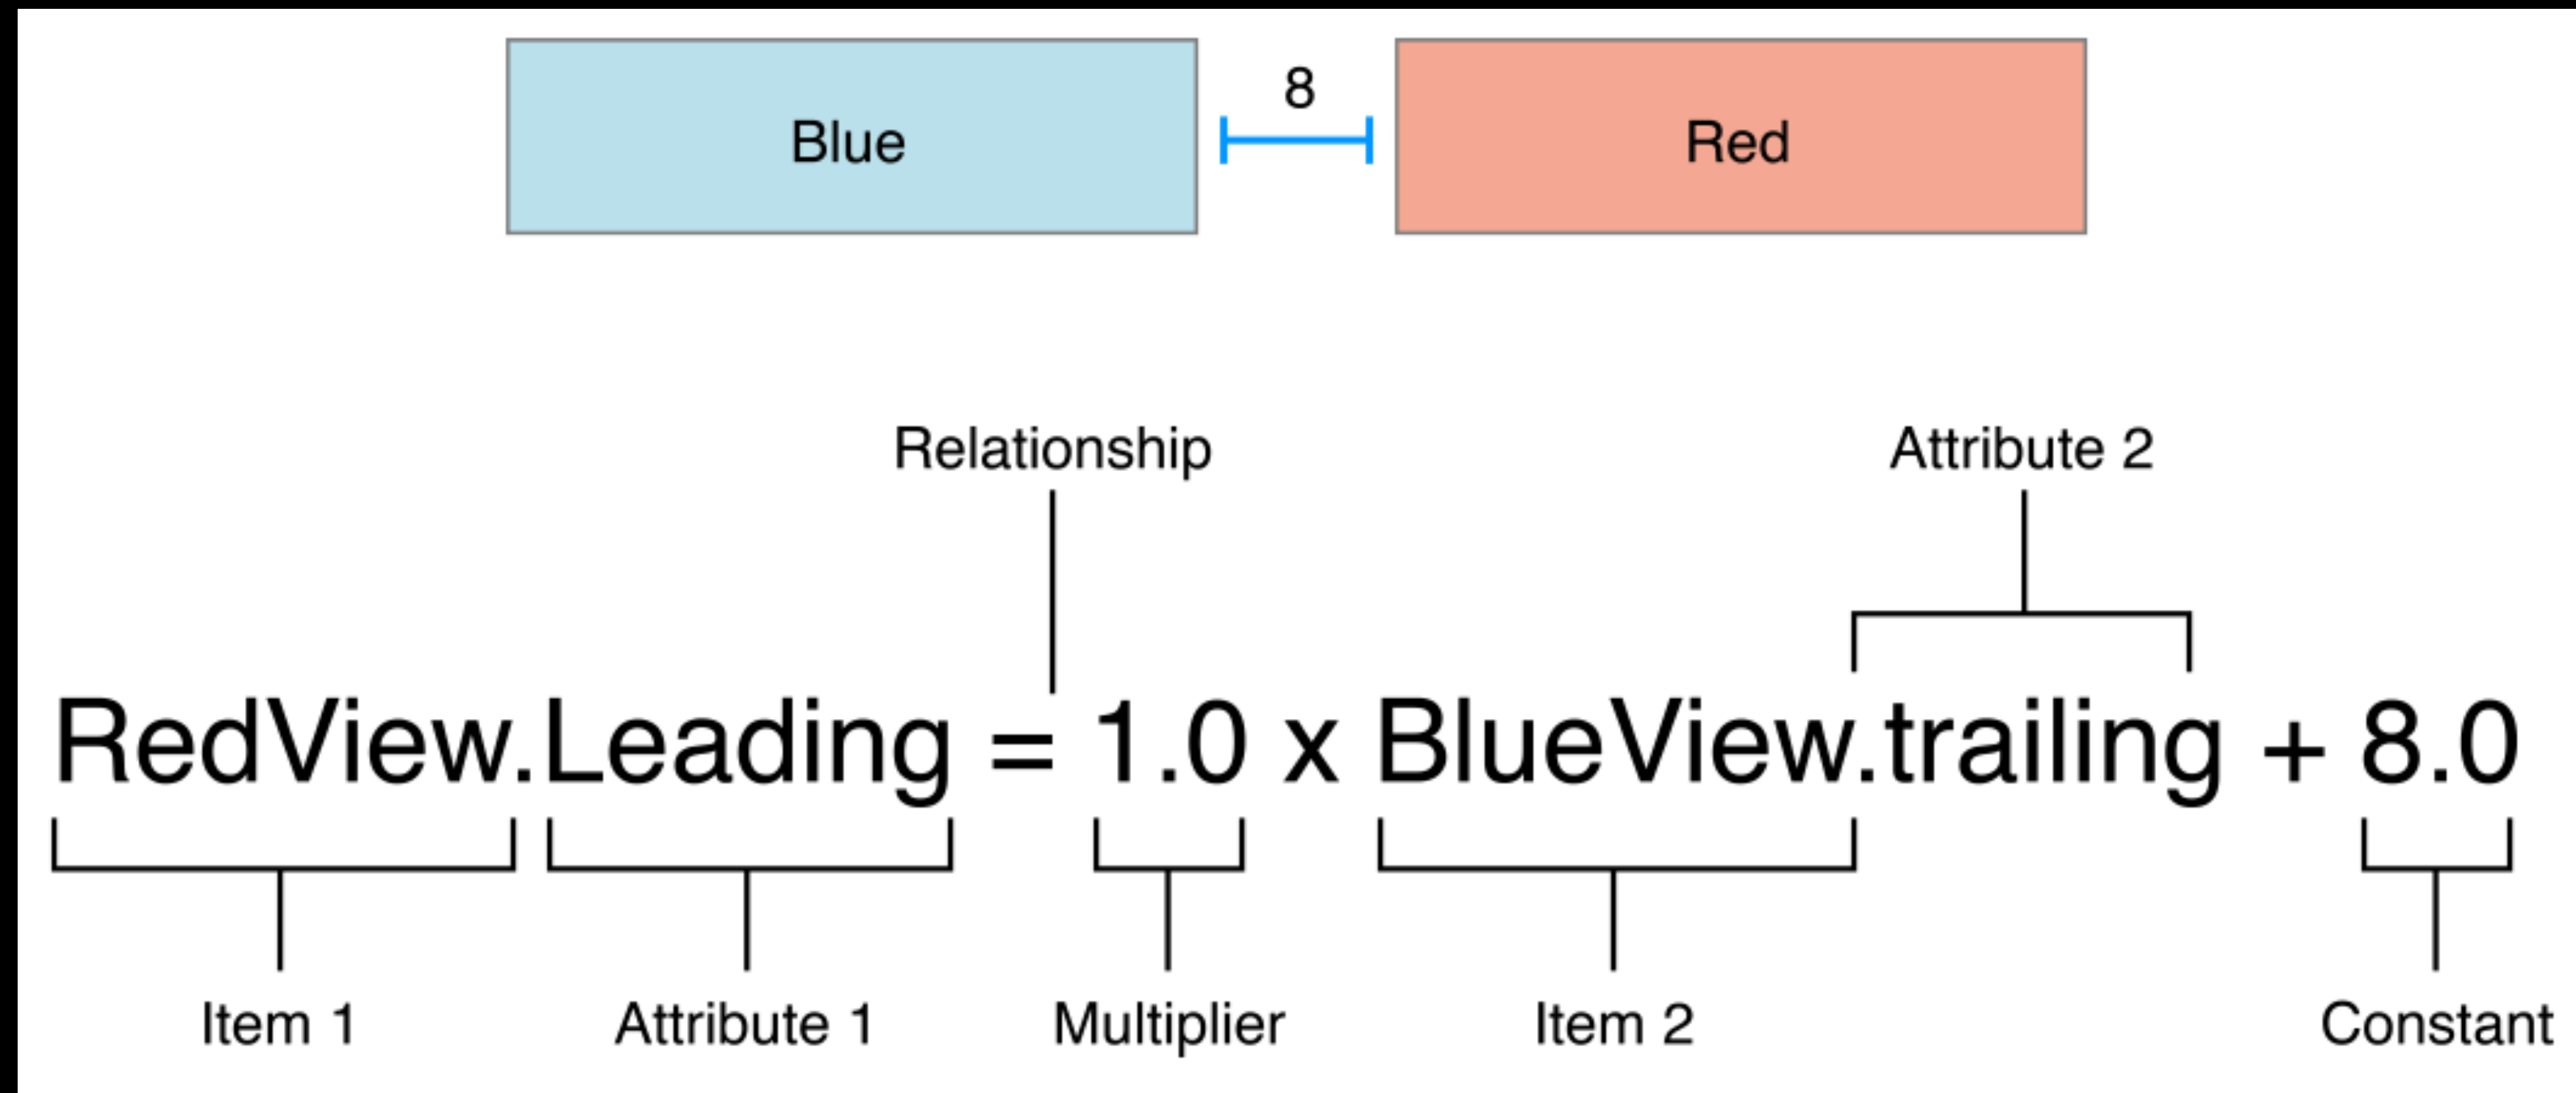 8
Blue
Red
Relationship
Attribute 2
RedView.Leading = 1.0 x BlueView.trailing + 8.0
Item 1
Attribute 1
Multiplier
Item 2
Constant